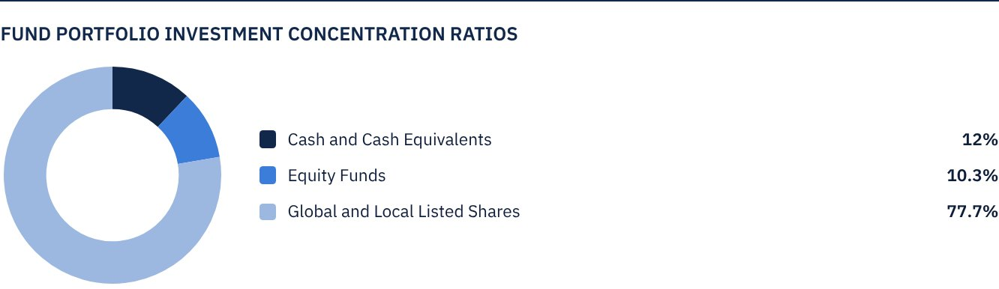 FUND PORTFOLIO INVESTMENT CONCENTRATION RATIOS
Cash and Cash Equivalents 12%
Equity Funds 10.3%
Global and Local Listed Shares 77.7%